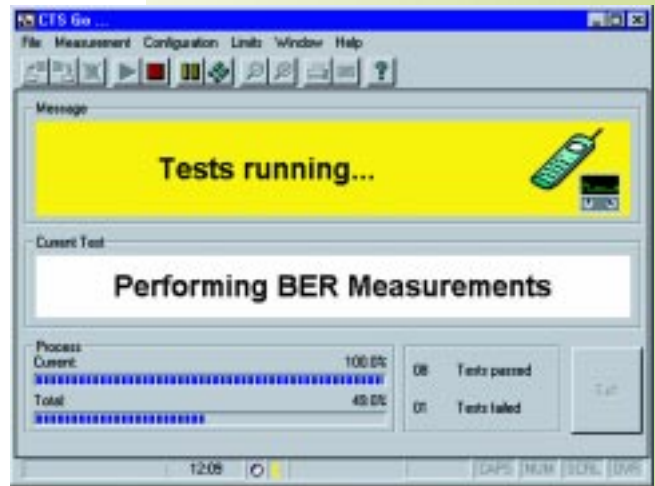 CTS Go ...
File Measurement Configuration Limits Window Help
Message
Tests running...
Current Test
Performing BER Measurements
Process
Current: 100.0%
08 Tests passed
Total: 49.0%
01 Tests failed
12:09
CAPS NUM SCRL OVR